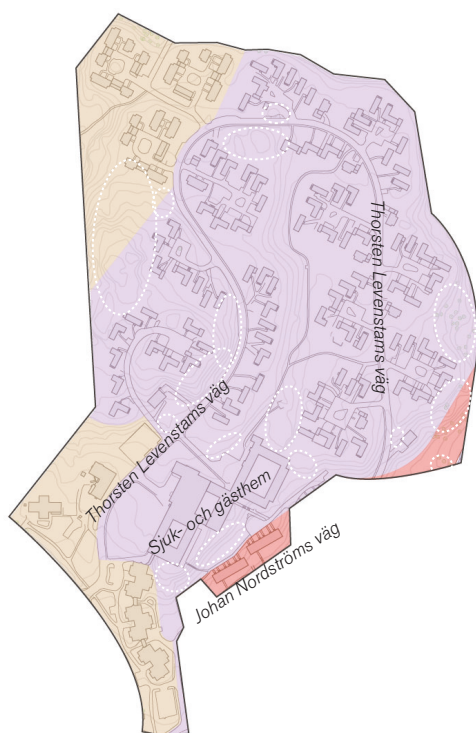 Thorsten Levenstams väg
Thorsten Levenstams väg
Sjuk- och gästhem
Johan Nordströms väg